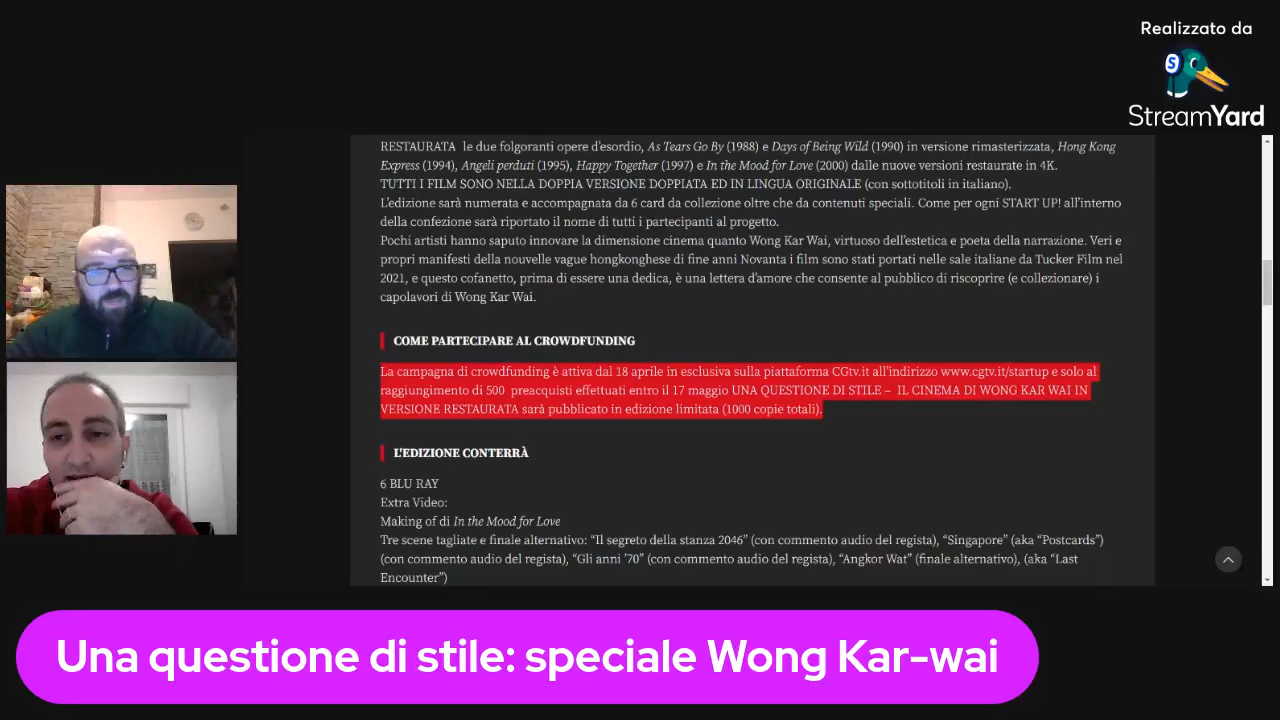 Realizzato da
StreamYard
RESTAURATA le due folgoranti opere d'esordio, As Tears Go By (1988) e Days of Being Wild (1990) in versione rimasterizzata, Hong Kong
Express (1994), Angeli perduti (1995), Happy Together (1997) e In the Mood for Love (2000) dalle nuove versioni restaurate in 4K.
TUTTI I FILM SONO NELLA DOPPIA VERSIONE DOPPIATA ED IN LINGUA ORIGINALE (con sottotitoli in italiano).
L'edizione sarà numerata e accompagnata da 6 card da collezione oltre che da contenuti speciali. Come per ogni START UP! all'interno
della confezione sarà riportato il nome di tutti i partecipanti al progetto.
Pochi artisti hanno saputo innovare la dimensione cinema quanto Wong Kar Wai, virtuoso dell'estetica e poeta della narrazione. Veri e
propri manifesti della nouvelle vague hongkonghese di fine anni Novanta i film sono stati portati nelle sale italiane da Tucker Film nel
2021, e questo cofanetto, prima di essere una dedica, è una lettera d'amore che consente al pubblico di riscoprire (e collezionare) i
capolavori di Wong Kar Wai.
COME PARTECIPARE AL CROWDFUNDING
La campagna di crowdfunding è attiva dal 18 aprile in esclusiva sulla piattaforma CGtv.it all'indirizzo www.cgtv.it/startup e solo al
raggiungimento di 500 preacquisti effettuati entro il 17 maggio UNA QUESTIONE DI STILE – IL CINEMA DI WONG KAR WAI IN
VERSIONE RESTAURATA sarà pubblicato in edizione limitata (1000 copie totali).
L'EDIZIONE CONTERRÀ
6 BLU RAY
Extra Video:
Making of di In the Mood for Love
Tre scene tagliate e finale alternativo: "Il segreto della stanza 2046" (con commento audio del regista), "Singapore" (aka "Postcards")
(con commento audio del regista), "Gli anni '70" (con commento audio del regista), "Angkor Wat" (finale alternativo), (aka "Last
Encounter")
Una questione di stile: speciale Wong Kar-wai